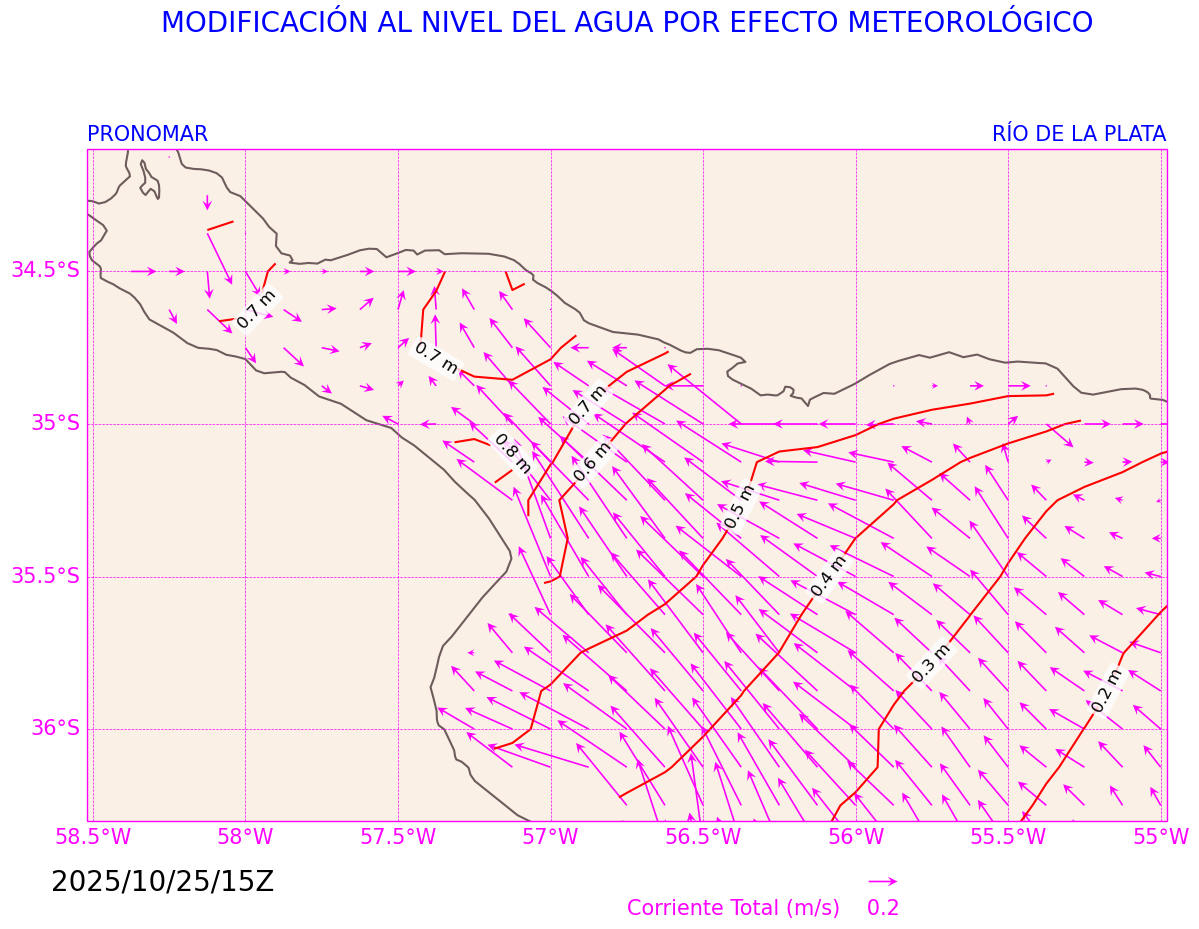 MODIFICACIÓN AL NIVEL DEL AGUA POR EFECTO METEOROLÓGICO
PRONOMAR
RÍO DE LA PLATA
34.5°S
0.7 m
0.7 m
0.7 m
35°S
0.8 m
0.6 m
0.5 m
35.5°S
0.4 m
0.3 m
0.2 m
36°S
58.5°W 58°W 57.5°W 57°W 56.5°W 56°W 55.5°W 55°W
2025/10/25/15Z
Corriente Total (m/s) 0.2